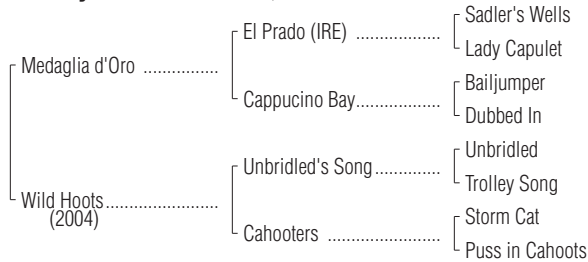 Sadler's Wells
El Prado (IRE) ..................
Lady Capulet
Medaglia d'Oro ................
Bailjumper
Cappucino Bay..................
Dubbed In
Unbridled
Unbridled's Song..............
Trolley Song
Wild Hoots........................
(2004)
Storm Cat
Cahooters ........................
Puss in Cahoots